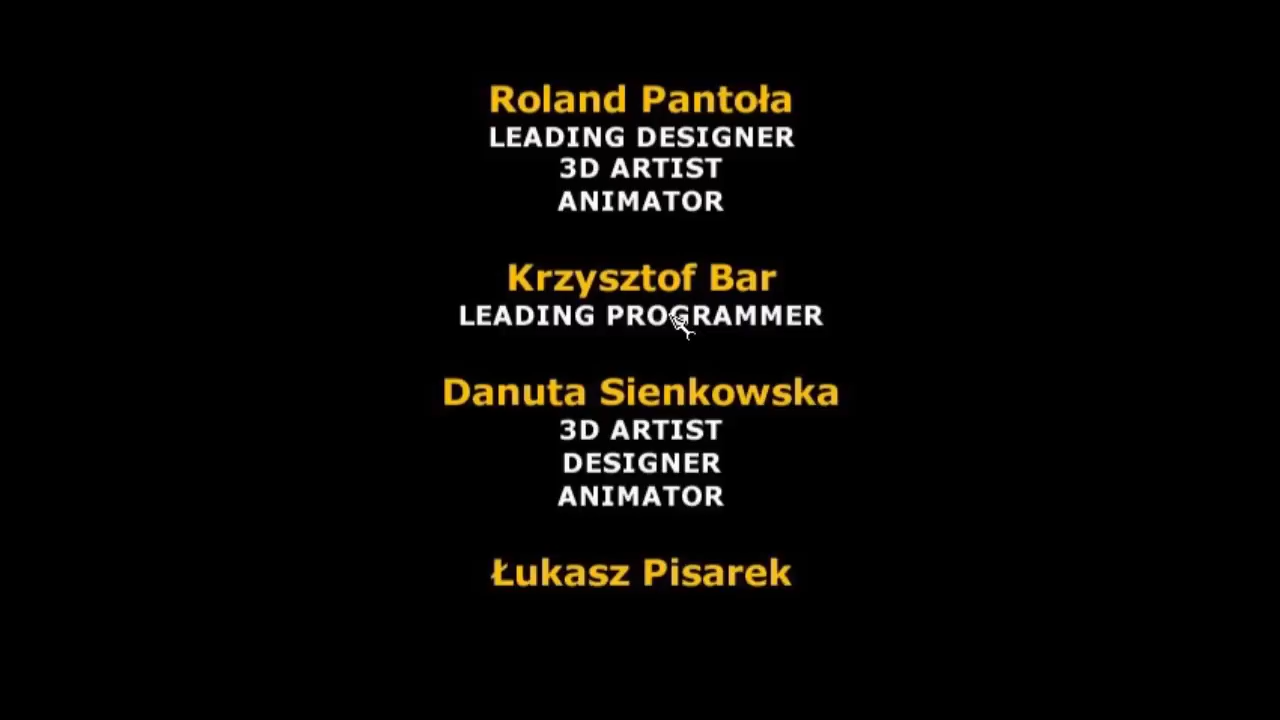 Roland Pantoła
LEADING DESIGNER
3D ARTIST
ANIMATOR
Krzysztof Bar
LEADING PROGRAMMER
Danuta Sienkowska
3D ARTIST
DESIGNER
ANIMATOR
Łukasz Pisarek